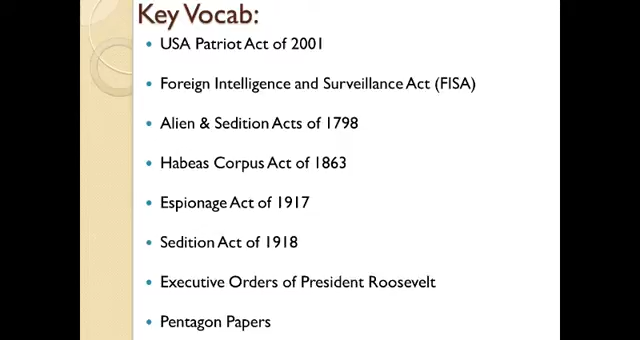 Key Vocab:
USA Patriot Act of 2001
Foreign Intelligence and Surveillance Act (FISA)
Alien & Sedition Acts of 1798
Habeas Corpus Act of 1863
Espionage Act of 1917
Sedition Act of 1918
Executive Orders of President Roosevelt
Pentagon Papers